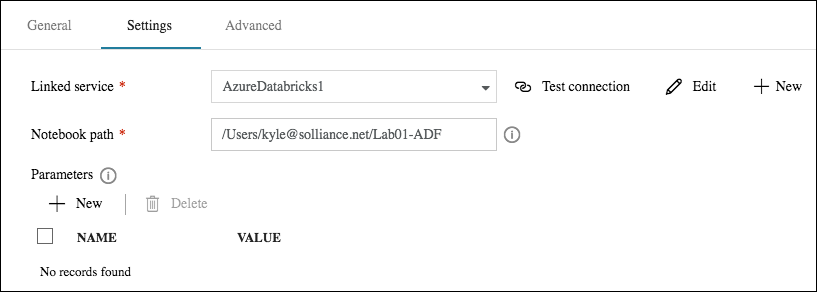 General Settings Advanced
Linked service * AzureDatabricks1 Test connection Edit New
Notebook path * /Users/kyle@solliance.net/Lab01-ADF
Parameters
New Delete
NAME VALUE
No records found